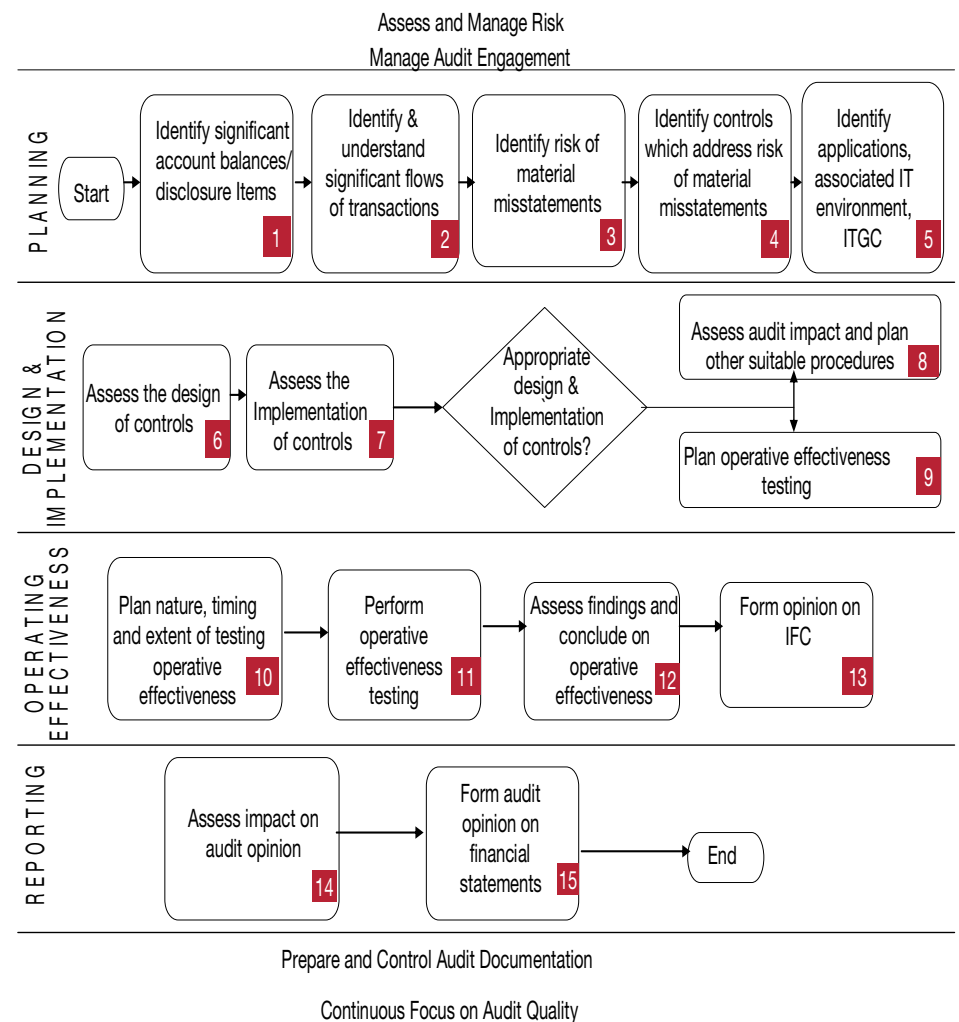 Assess and Manage Risk
Manage Audit Engagement
PLANNING
Start
Identify significant
account balances/
disclosure Items
1
Identify &
understand
significant flows
of transactions
2
Identify risk of
material
misstatements
3
Identify controls
which address risk
of material
misstatements
4
Identify
applications,
associated IT
environment,
ITGC
5
DESIGN &
IMPLEMENTATION
Assess the design
of controls
6
Assess the
Implementation
of controls
7
Appropriate
design &
Implementation
of controls?
Assess audit impact and plan
other suitable procedures
8
Plan operative effectiveness
testing
9
OPERATING
EFFECTIVENESS
Plan nature, timing
and extent of testing
operative
effectiveness
10
Perform
operative
effectiveness
testing
11
Assess findings and
conclude on
operative
effectiveness
12
Form opinion on
IFC
13
REPORTING
Assess impact on
audit opinion
14
Form audit
opinion on
financial
statements
15
End
Prepare and Control Audit Documentation
Continuous Focus on Audit Quality